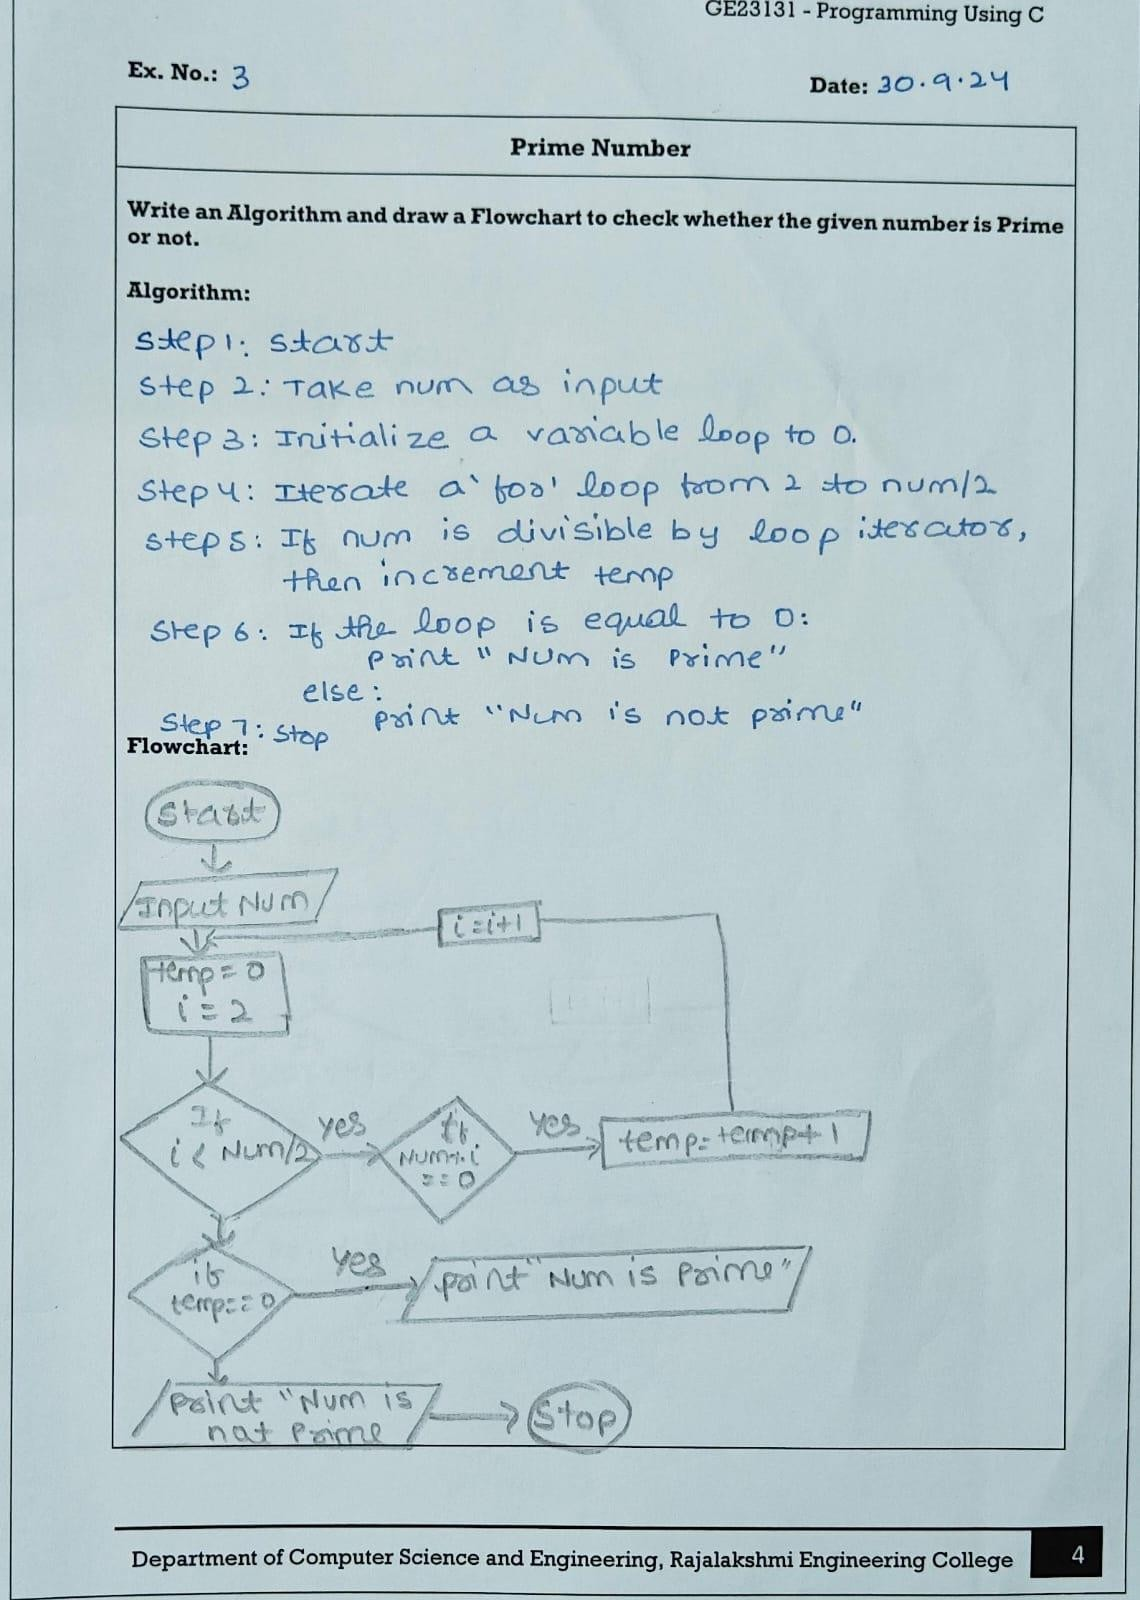 GE23131 - Programming Using C
Ex. No.: 3
Date: 30.9.24
Prime Number
Write an Algorithm and draw a Flowchart to check whether the given number is Prime
or not.
Algorithm:
Step 1: Start
Step 2: Take num as input
Step 3: Initialize a variable loop to 0.
Step 4: Iterate a 'for' loop from 2 to num/2
Step 5: If num is divisible by loop iterator,
then increment temp
Step 6: If the loop is equal to 0:
print "Num is Prime"
else:
print "Num is not prime"
Step 7: Stop
Flowchart:
Start
Input Num
i=i+1
temp=0
i=2
If
i < Num/2
yes
If
Num%i
==0
Yes
temp=temp+1
if
temp==0
Yes
print "Num is Prime"
print "Num is
nat Prime
Stop
Department of Computer Science and Engineering, Rajalakshmi Engineering College
4